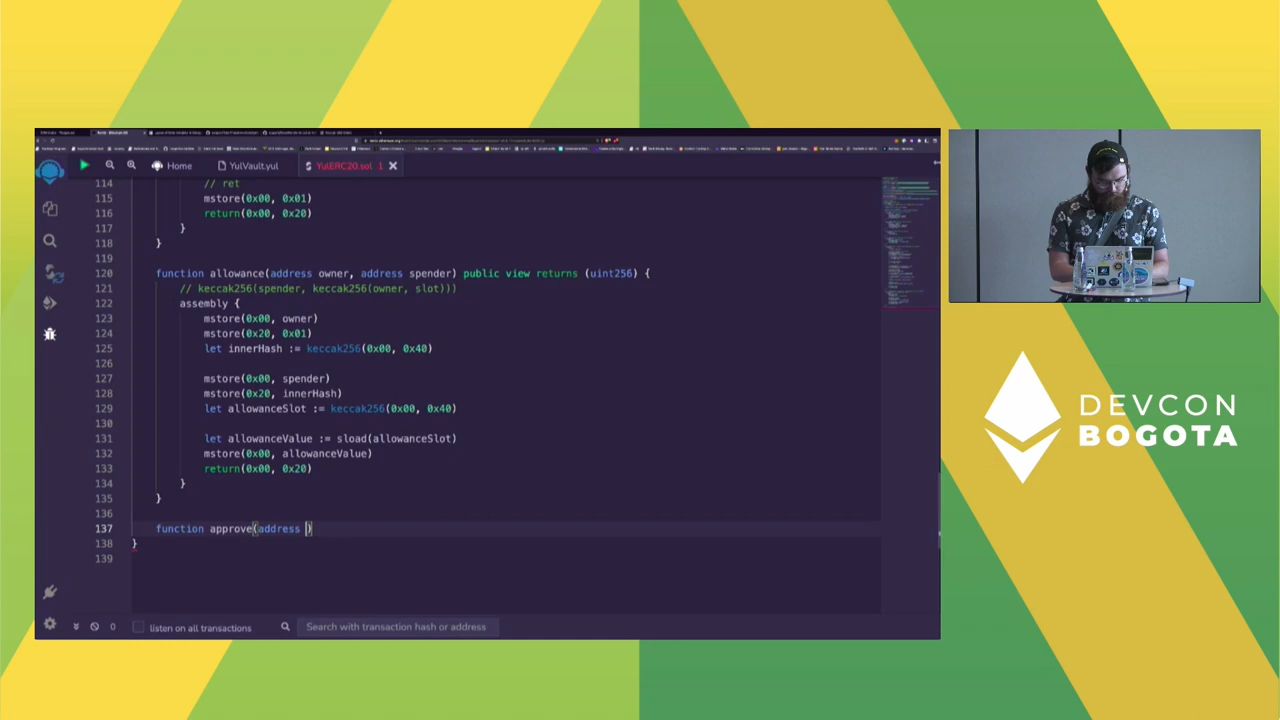 Home
YulVault.yul
YulERC20.sol 1
114 // ret
115 mstore(0x00, 0x01)
116 return(0x00, 0x20)
117 }
118 }
119
120 function allowance(address owner, address spender) public view returns (uint256) {
121 // keccak256(spender, keccak256(owner, slot)))
122 assembly {
123 mstore(0x00, owner)
124 mstore(0x20, 0x01)
125 let innerHash := keccak256(0x00, 0x40)
126
127 mstore(0x00, spender)
128 mstore(0x20, innerHash)
129 let allowanceSlot := keccak256(0x00, 0x40)
130
131 let allowanceValue := sload(allowanceSlot)
132 mstore(0x00, allowanceValue)
133 return(0x00, 0x20)
134 }
135 }
136
137 function approve(address )
138 }
139
0
listen on all transactions
Search with transaction hash or address
DEVCON
BOGOTA